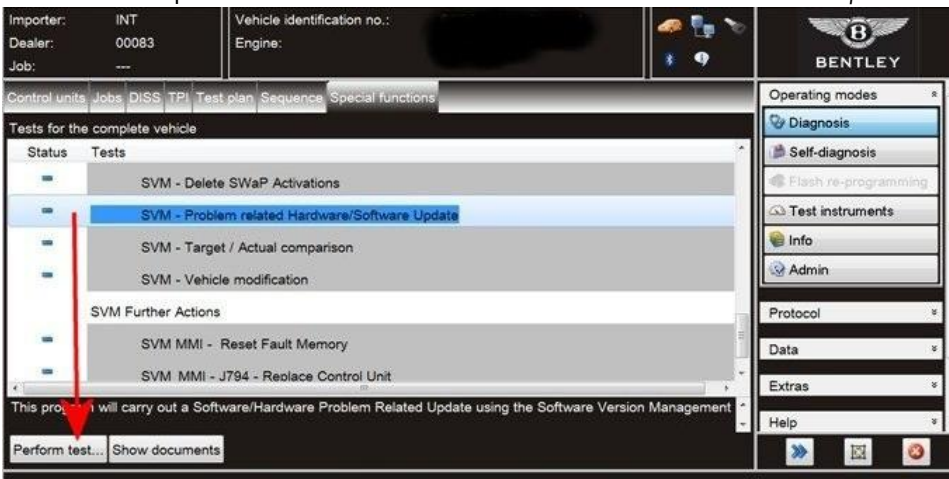 Importer: INT
Dealer: 00083
Job: ---
Vehicle identification no.:
Engine:
BENTLEY
Control units Jobs DISS TPI Test plan Sequence Special functions
Tests for the complete vehicle
Status Tests
SVM - Delete SWaP Activations
SVM - Problem related Hardware/Software Update
SVM - Target / Actual comparison
SVM - Vehicle modification
SVM Further Actions
SVM MMI - Reset Fault Memory
SVM MMI - J794 - Replace Control Unit
This program will carry out a Software/Hardware Problem Related Update using the Software Version Management
Perform test... Show documents
Operating modes
Diagnosis
Self-diagnosis
Flash re-programming
Test instruments
Info
Admin
Protocol
Data
Extras
Help